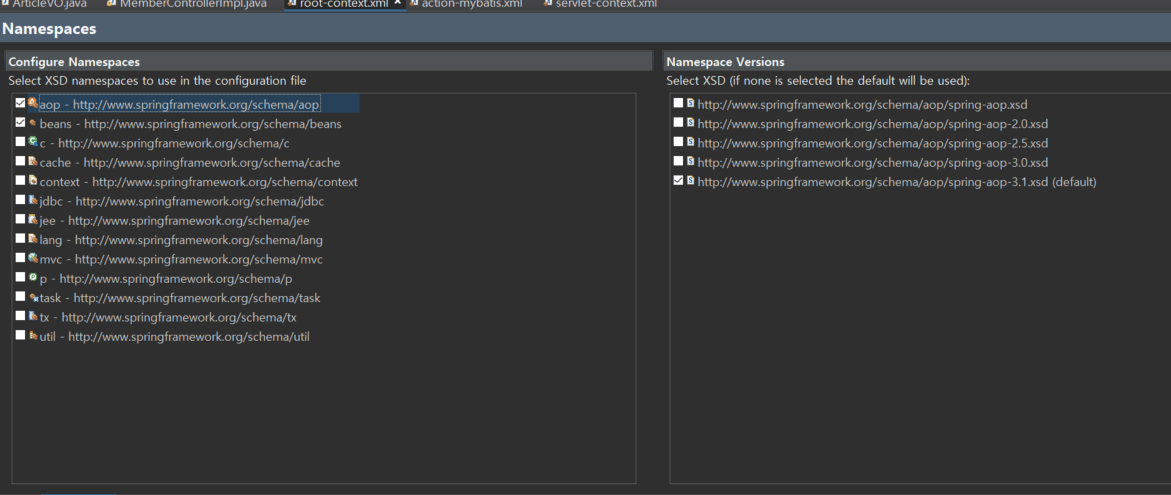 ArticleVO.java MemberControllerImpl.java root-context.xml × action-mybatis.xml servlet-context.xml
Namespaces
Configure Namespaces
Select XSD namespaces to use in the configuration file
aop - http://www.springframework.org/schema/aop
beans - http://www.springframework.org/schema/beans
c - http://www.springframework.org/schema/c
cache - http://www.springframework.org/schema/cache
context - http://www.springframework.org/schema/context
jdbc - http://www.springframework.org/schema/jdbc
jee - http://www.springframework.org/schema/jee
lang - http://www.springframework.org/schema/lang
mvc - http://www.springframework.org/schema/mvc
p - http://www.springframework.org/schema/p
task - http://www.springframework.org/schema/task
tx - http://www.springframework.org/schema/tx
util - http://www.springframework.org/schema/util
Namespace Versions
Select XSD (if none is selected the default will be used):
http://www.springframework.org/schema/aop/spring-aop.xsd
http://www.springframework.org/schema/aop/spring-aop-2.0.xsd
http://www.springframework.org/schema/aop/spring-aop-2.5.xsd
http://www.springframework.org/schema/aop/spring-aop-3.0.xsd
http://www.springframework.org/schema/aop/spring-aop-3.1.xsd (default)